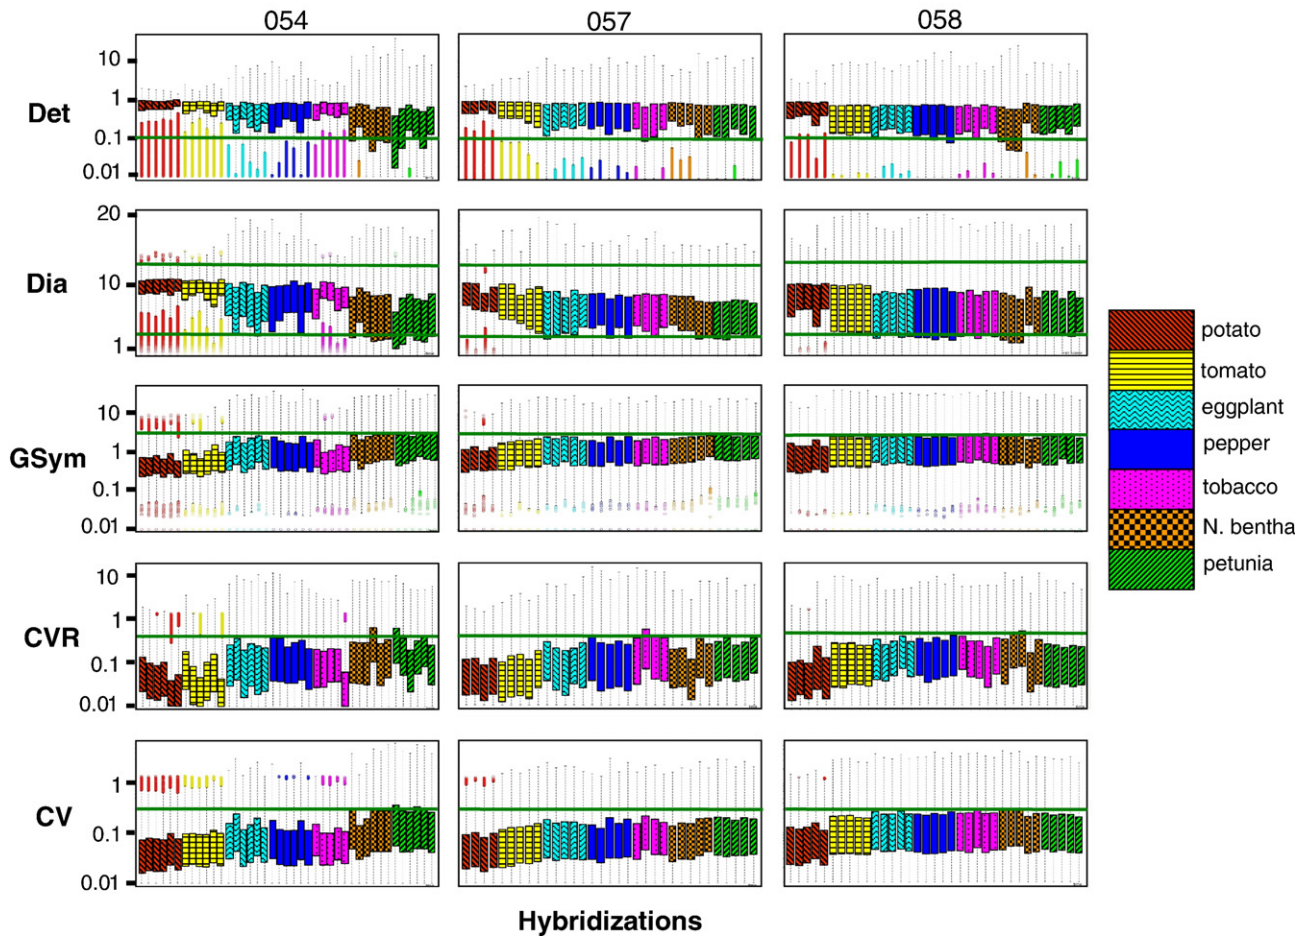 054 057 058
Det
10
1
0.1
0.01
Dia
20
10
1
GSym
10
1
0.1
0.01
CVR
10
1
0.1
0.01
CV
1
0.1
0.01
Hybridizations
potato
tomato
eggplant
pepper
tobacco
N. bentha
petunia